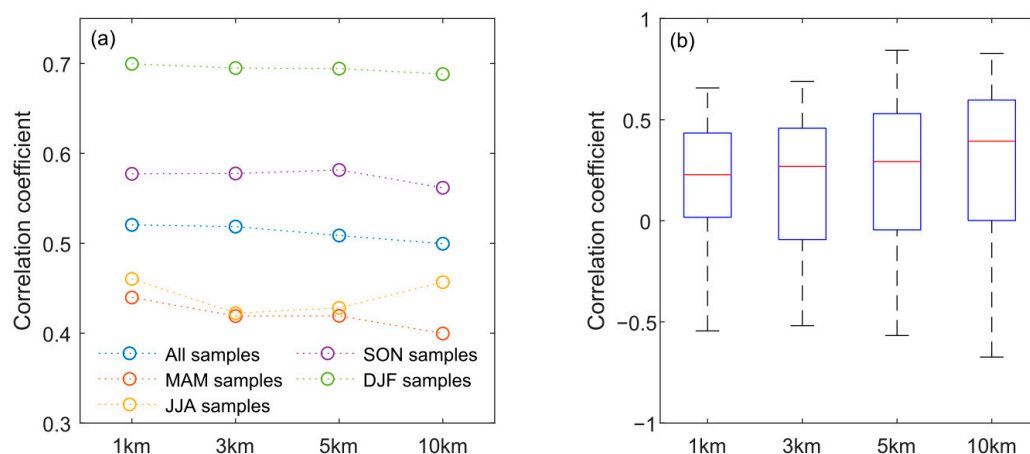 (a)
Correlation coefficient
0.7
0.6
0.5
0.4
0.3
All samples
MAM samples
JJA samples
SON samples
DJF samples
1km 3km 5km 10km
(b)
Correlation coefficient
1
0.5
0
−0.5
−1
1km 3km 5km 10km